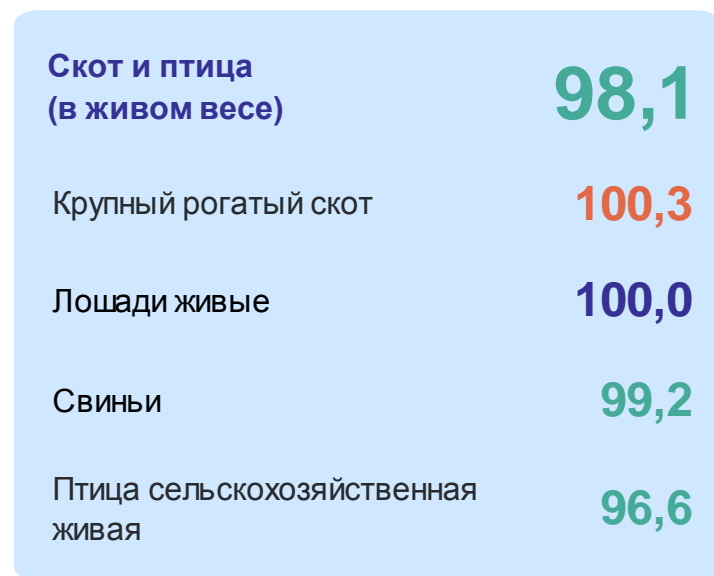 Скот и птица
(в живом весе)
98,1
Крупный рогатый скот 100,3
Лошади живые 100,0
Свиньи 99,2
Птица сельскохозяйственная
живая
96,6